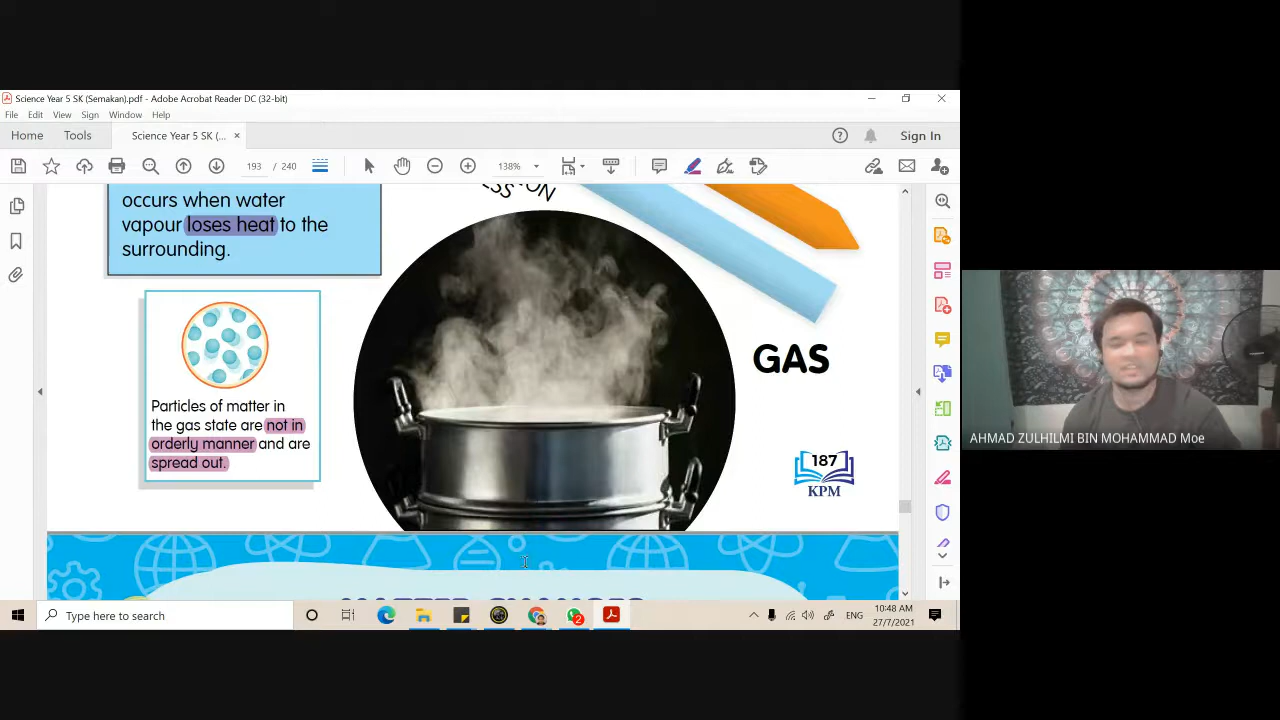 Science Year 5 SK (Semakan).pdf - Adobe Acrobat Reader DC (32-bit)
File Edit View Sign Window Help
Home Tools Science Year 5 SK (... × Sign In
193 / 240 138%
occurs when water
vapour loses heat to the
surrounding.
Particles of matter in
the gas state are not in
orderly manner and are
spread out.
GAS
187
KPM
AHMAD ZULHILMI BIN MOHAMMAD Moe
Type here to search
2
ENG
10:48 AM
27/7/2021